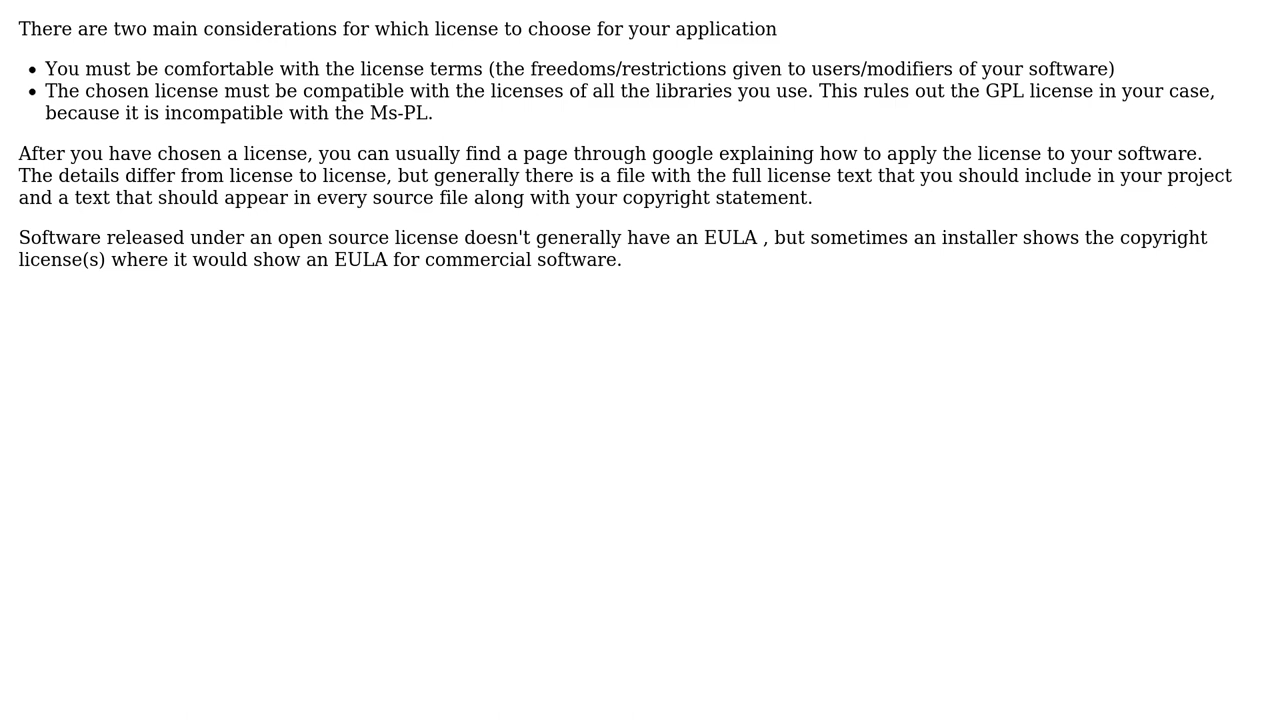 There are two main considerations for which license to choose for your application
• You must be comfortable with the license terms (the freedoms/restrictions given to users/modifiers of your software)
• The chosen license must be compatible with the licenses of all the libraries you use. This rules out the GPL license in your case,
because it is incompatible with the Ms-PL.
After you have chosen a license, you can usually find a page through google explaining how to apply the license to your software.
The details differ from license to license, but generally there is a file with the full license text that you should include in your project
and a text that should appear in every source file along with your copyright statement.
Software released under an open source license doesn't generally have an EULA , but sometimes an installer shows the copyright
license(s) where it would show an EULA for commercial software.